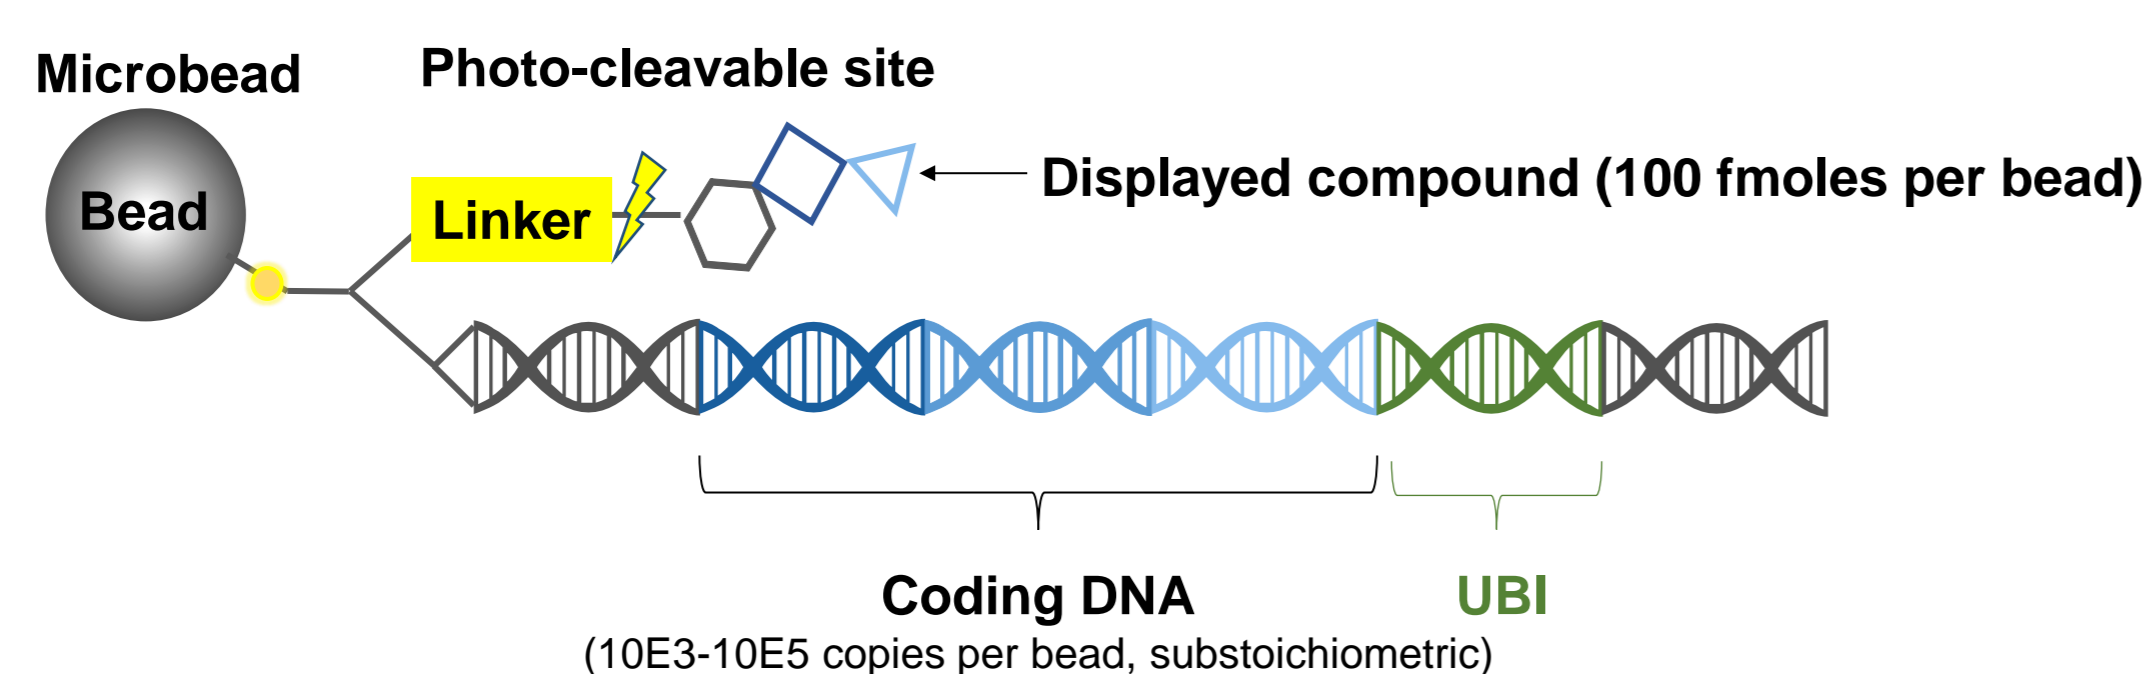 Microbead
Photo-cleavable site
Bead
Linker
Displayed compound (100 fmoles per bead)
Coding DNA
UBI
(10E3-10E5 copies per bead, substoichiometric)